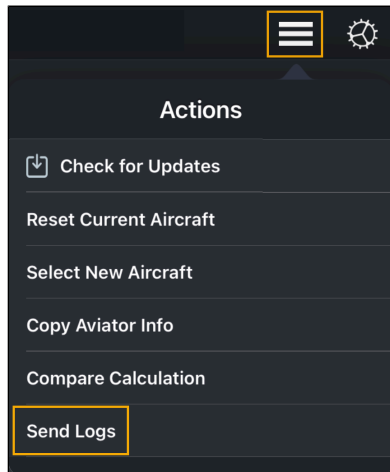 Actions
Check for Updates
Reset Current Aircraft
Select New Aircraft
Copy Aviator Info
Compare Calculation
Send Logs